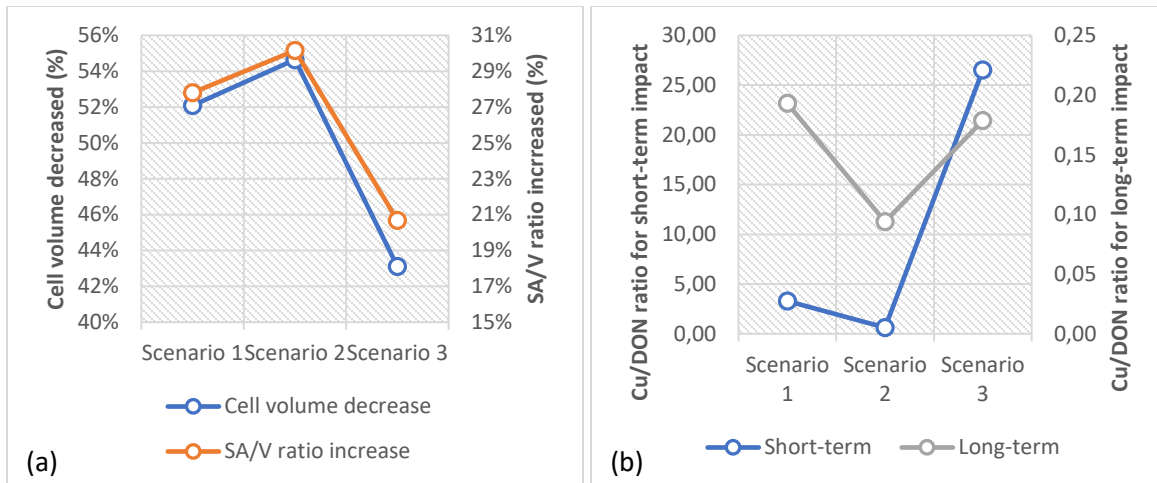 Cell volume decreased (%)
56%
54%
52%
50%
48%
46%
44%
42%
40%
31%
29%
27%
25%
23%
21%
19%
17%
15%
SA/V ratio incrreased (%)
Scenario 1 Scenario 2 Scenario 3
Cell volume decrease
SA/V ratio increase
(a)
Cu/DON ratio for short-term impact
30,00
25,00
20,00
15,00
10,00
5,00
0,00
0,25
0,20
0,15
0,10
0,05
0,00
Cu/DON ratio for long-term impact
Scenario Scenario Scenario
1 2 3
Short-term Long-term
(b)